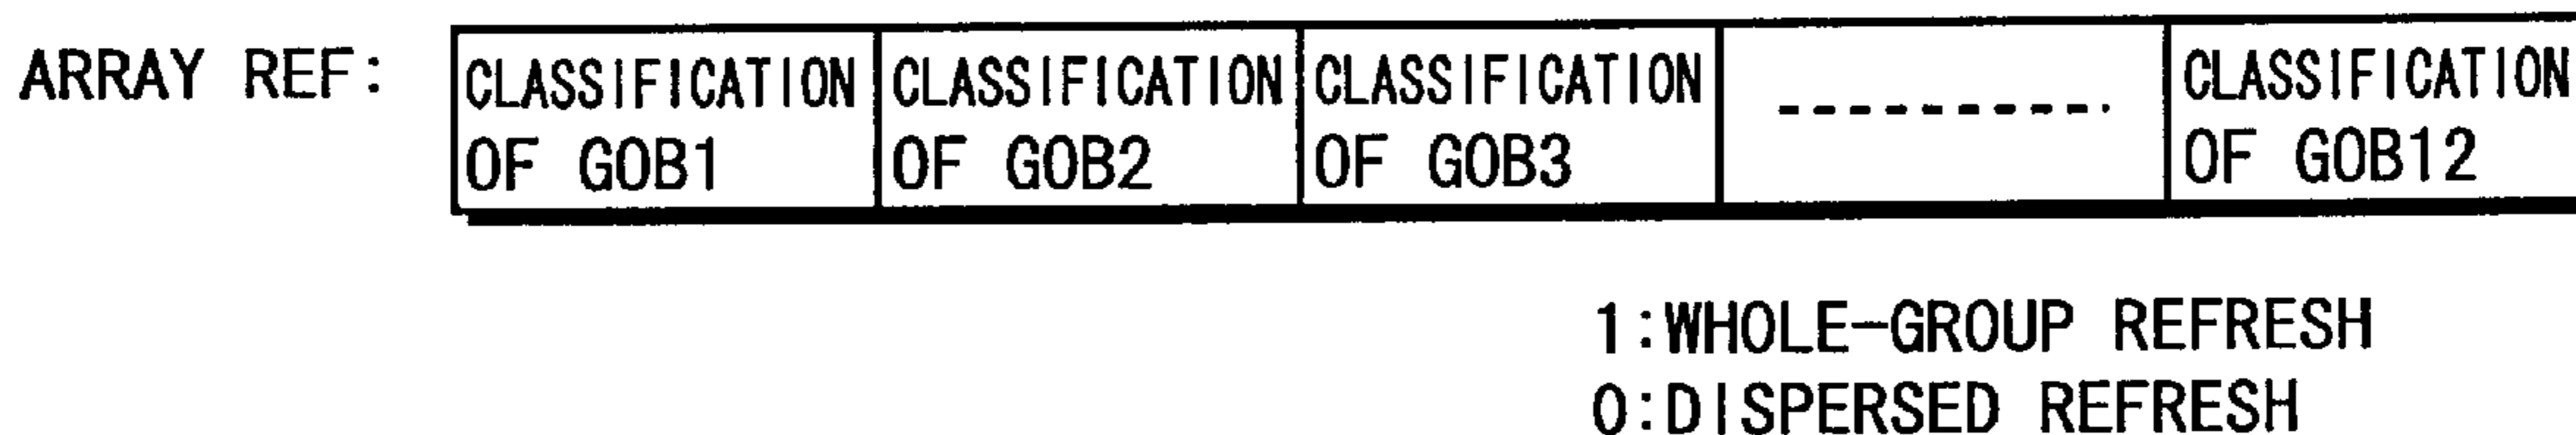 ARRAY REF:
CLASSIFICATION OF GOB1
CLASSIFICATION OF GOB2
CLASSIFICATION OF GOB3
---------
CLASSIFICATION OF GOB12
1:WHOLE-GROUP REFRESH
0:DISPERSED REFRESH